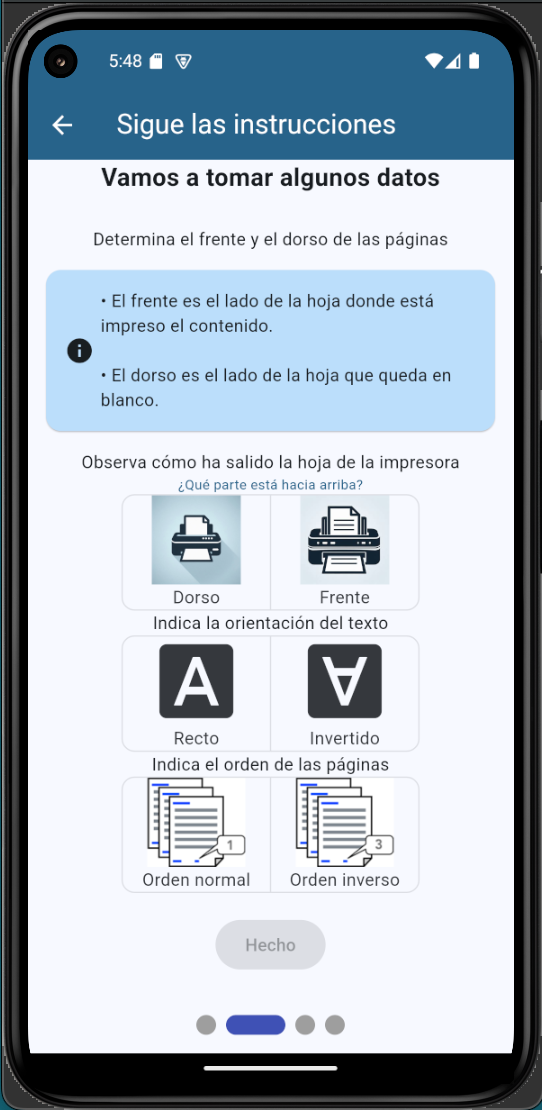 5:48
Sigue las instrucciones
Vamos a tomar algunos datos
Determina el frente y el dorso de las páginas
• El frente es el lado de la hoja donde está
impreso el contenido.
• El dorso es el lado de la hoja que queda en
blanco.
Observa cómo ha salido la hoja de la impresora
¿Qué parte está hacia arriba?
Dorso
Frente
Indica la orientación del texto
A
A
Recto
Invertido
Indica el orden de las páginas
1
3
Orden normal
Orden inverso
Hecho